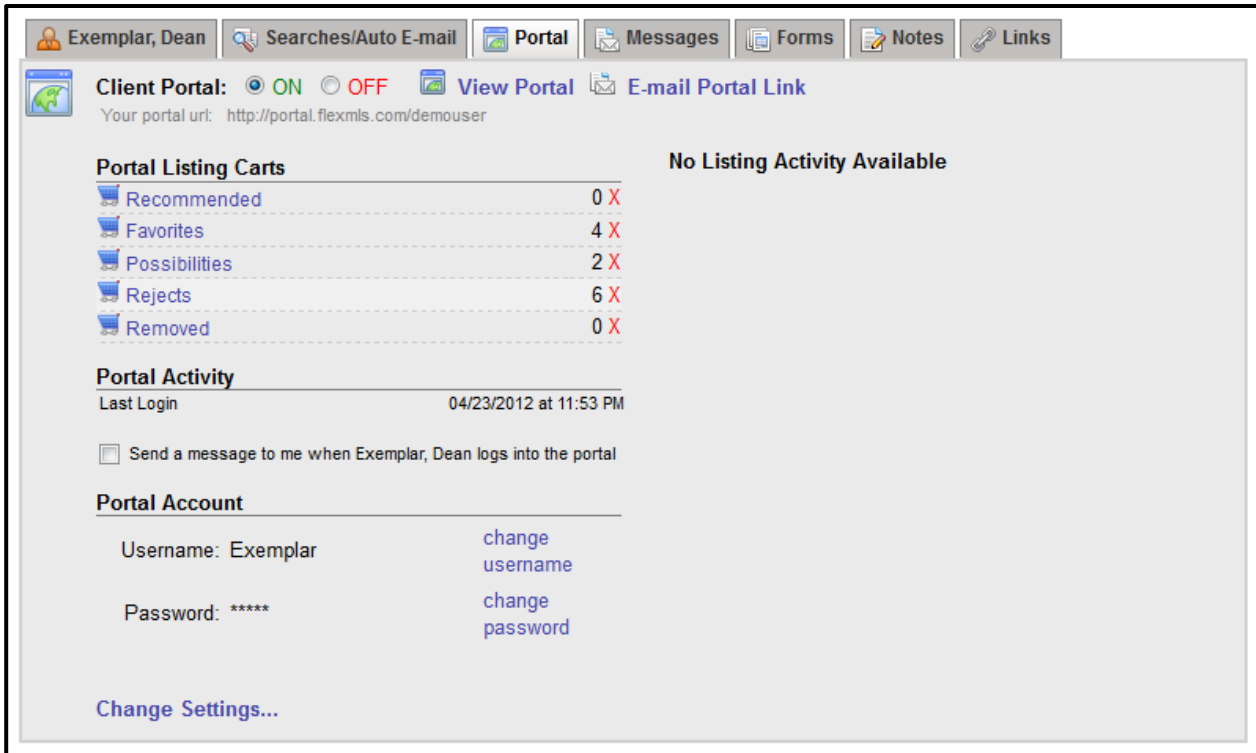 Exemplar, Dean Searches/Auto E-mail Portal Messages Forms Notes Links
Client Portal: ON OFF View Portal E-mail Portal Link
Your portal url: http://portal.flexmls.com/demouser
Portal Listing Carts
Recommended 0 X
Favorites 4 X
Possibilities 2 X
Rejects 6 X
Removed 0 X
Portal Activity
Last Login 04/23/2012 at 11:53 PM
Send a message to me when Exemplar, Dean logs into the portal
Portal Account
Username: Exemplar change
username
Password: ***** change
password
Change Settings...
No Listing Activity Available